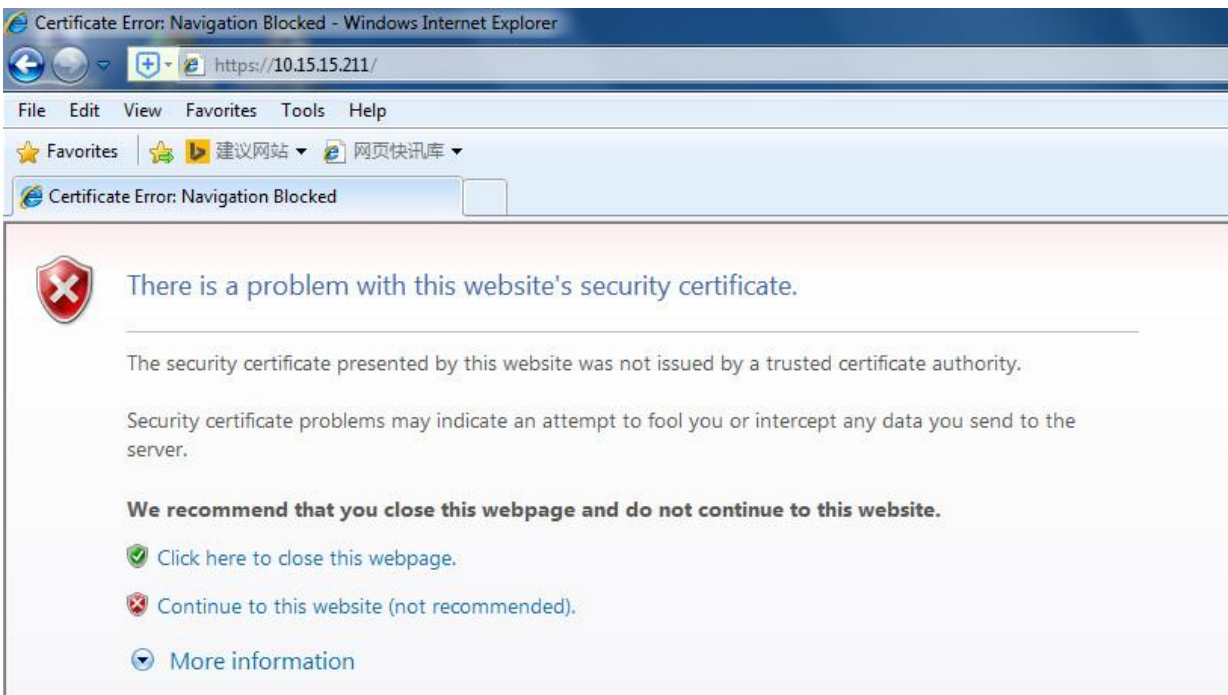 Certificate Error: Navigation Blocked - Windows Internet Explorer
https://10.15.15.211/
File Edit View Favorites Tools Help
Favorites 建议网站 网页快讯库
Certificate Error: Navigation Blocked
There is a problem with this website's security certificate.
The security certificate presented by this website was not issued by a trusted certificate authority.
Security certificate problems may indicate an attempt to fool you or intercept any data you send to the
server.
We recommend that you close this webpage and do not continue to this website.
Click here to close this webpage.
Continue to this website (not recommended).
More information